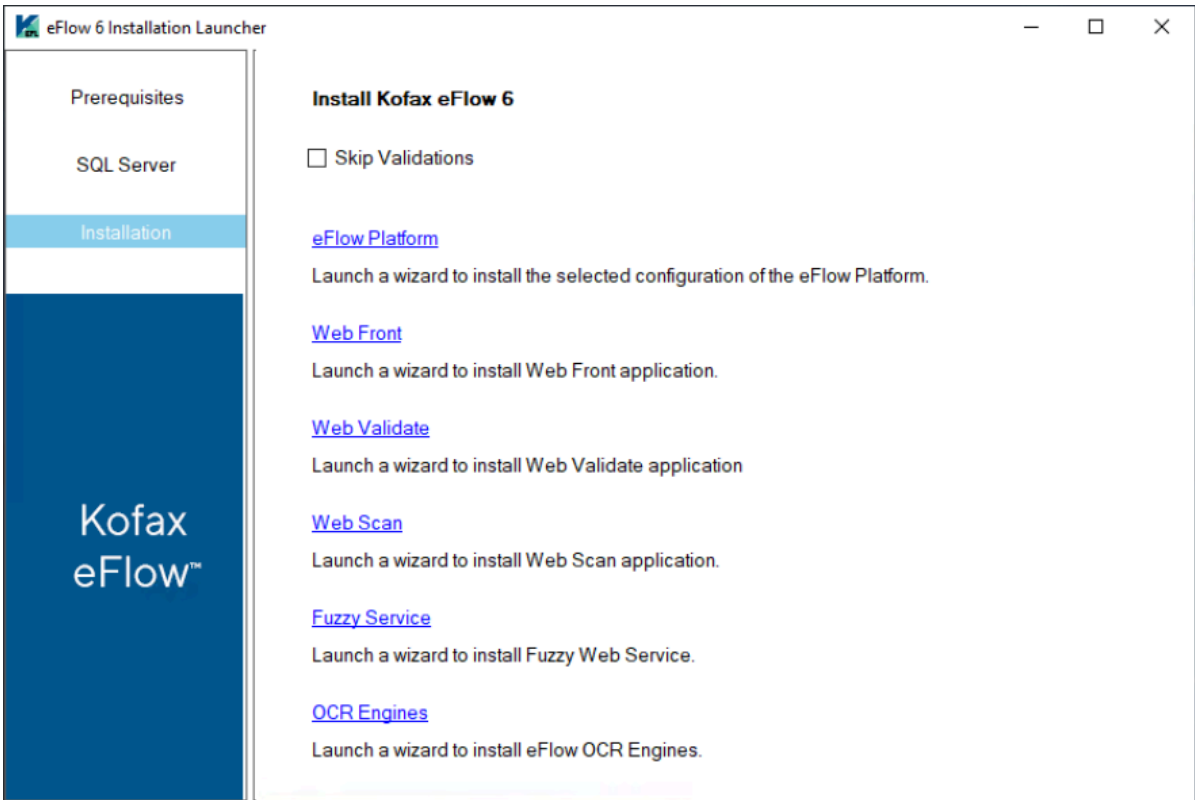 eFlow 6 Installation Launcher
Prerequisites
SQL Server
Installation
Kofax
eFlow™
Install Kofax eFlow 6
Skip Validations
eFlow Platform
Launch a wizard to install the selected configuration of the eFlow Platform.
Web Front
Launch a wizard to install Web Front application.
Web Validate
Launch a wizard to install Web Validate application
Web Scan
Launch a wizard to install Web Scan application.
Fuzzy Service
Launch a wizard to install Fuzzy Web Service.
OCR Engines
Launch a wizard to install eFlow OCR Engines.